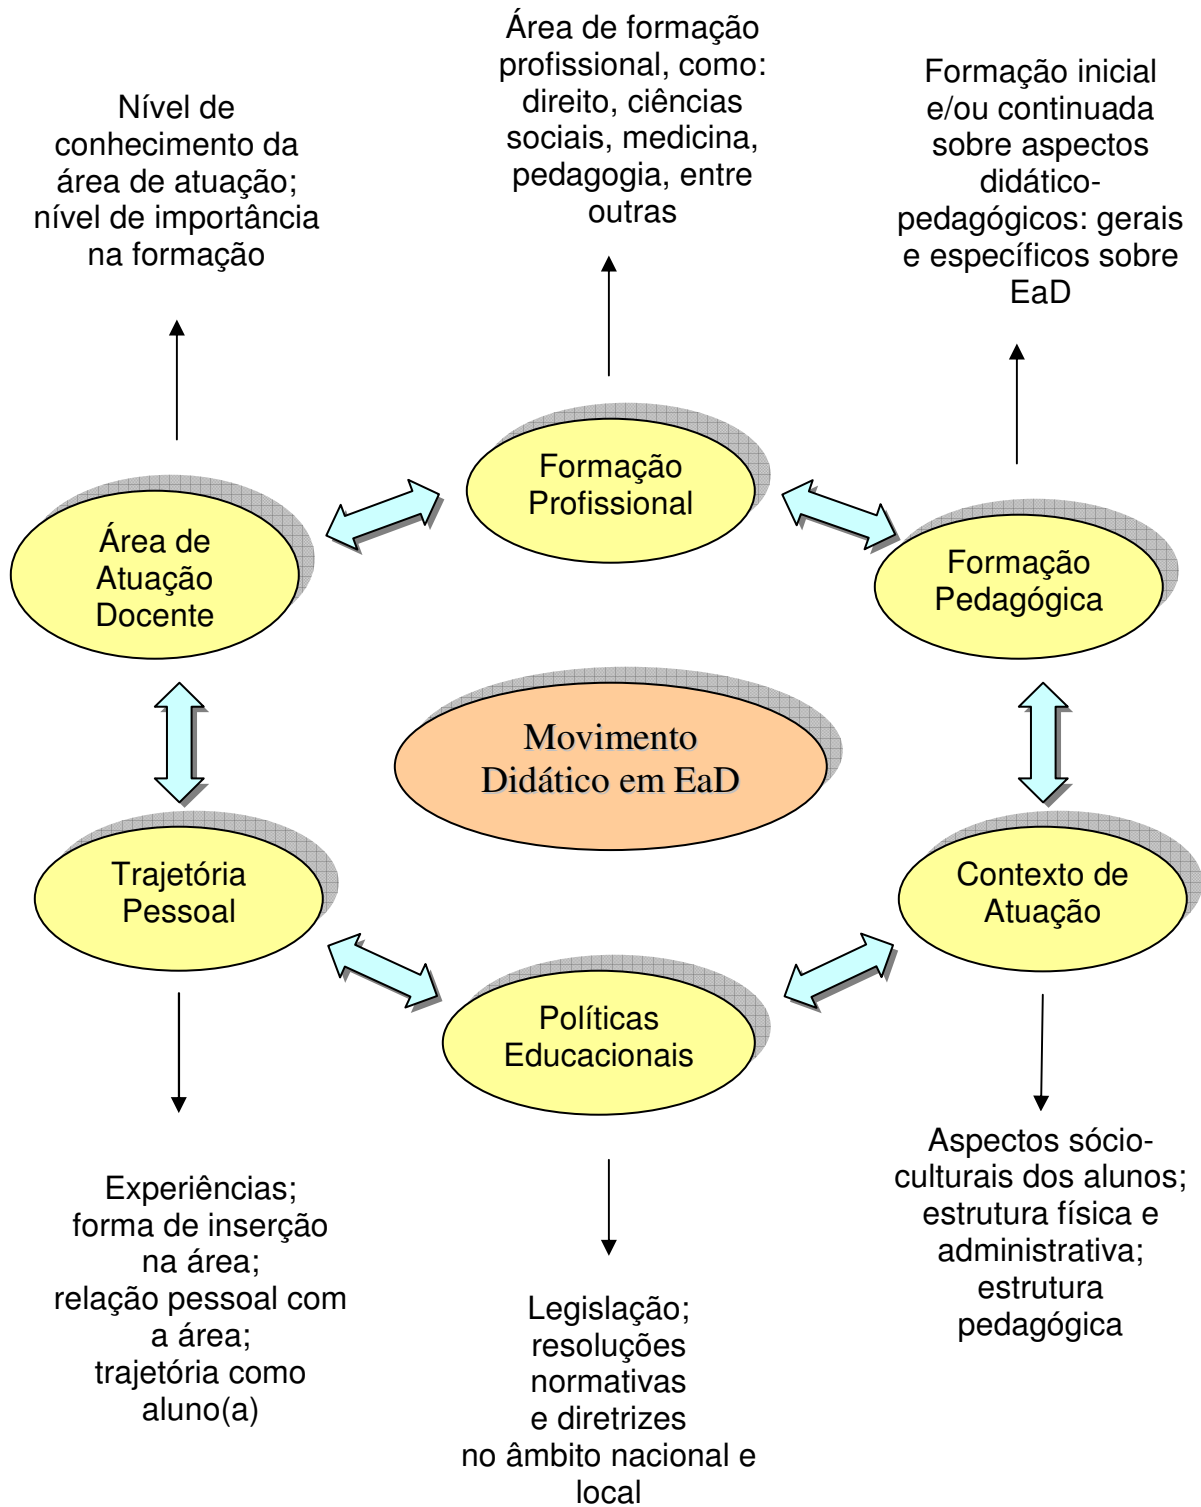 Área de formação
profissional, como:
direito, ciências
sociais, medicina,
pedagogia, entre
outras
Formação inicial
e/ou continuada
sobre aspectos
didático-
pedagógicos: gerais
e específicos sobre
EaD
Nível de
conhecimento da
área de atuação;
nível de importância
na formação
Formação
Profissional
Área de
Atuação
Docente
Formação
Pedagógica
Movimento
Didático em EaD
Trajetória
Pessoal
Contexto de
Atuação
Políticas
Educacionais
Experiências;
forma de inserção
na área;
relação pessoal com
a área;
trajetória como
aluno(a)
Legislação;
resoluções
normativas
e diretrizes
no âmbito nacional e
local
Aspectos sócio-
culturais dos alunos;
estrutura física e
administrativa;
estrutura
pedagógica